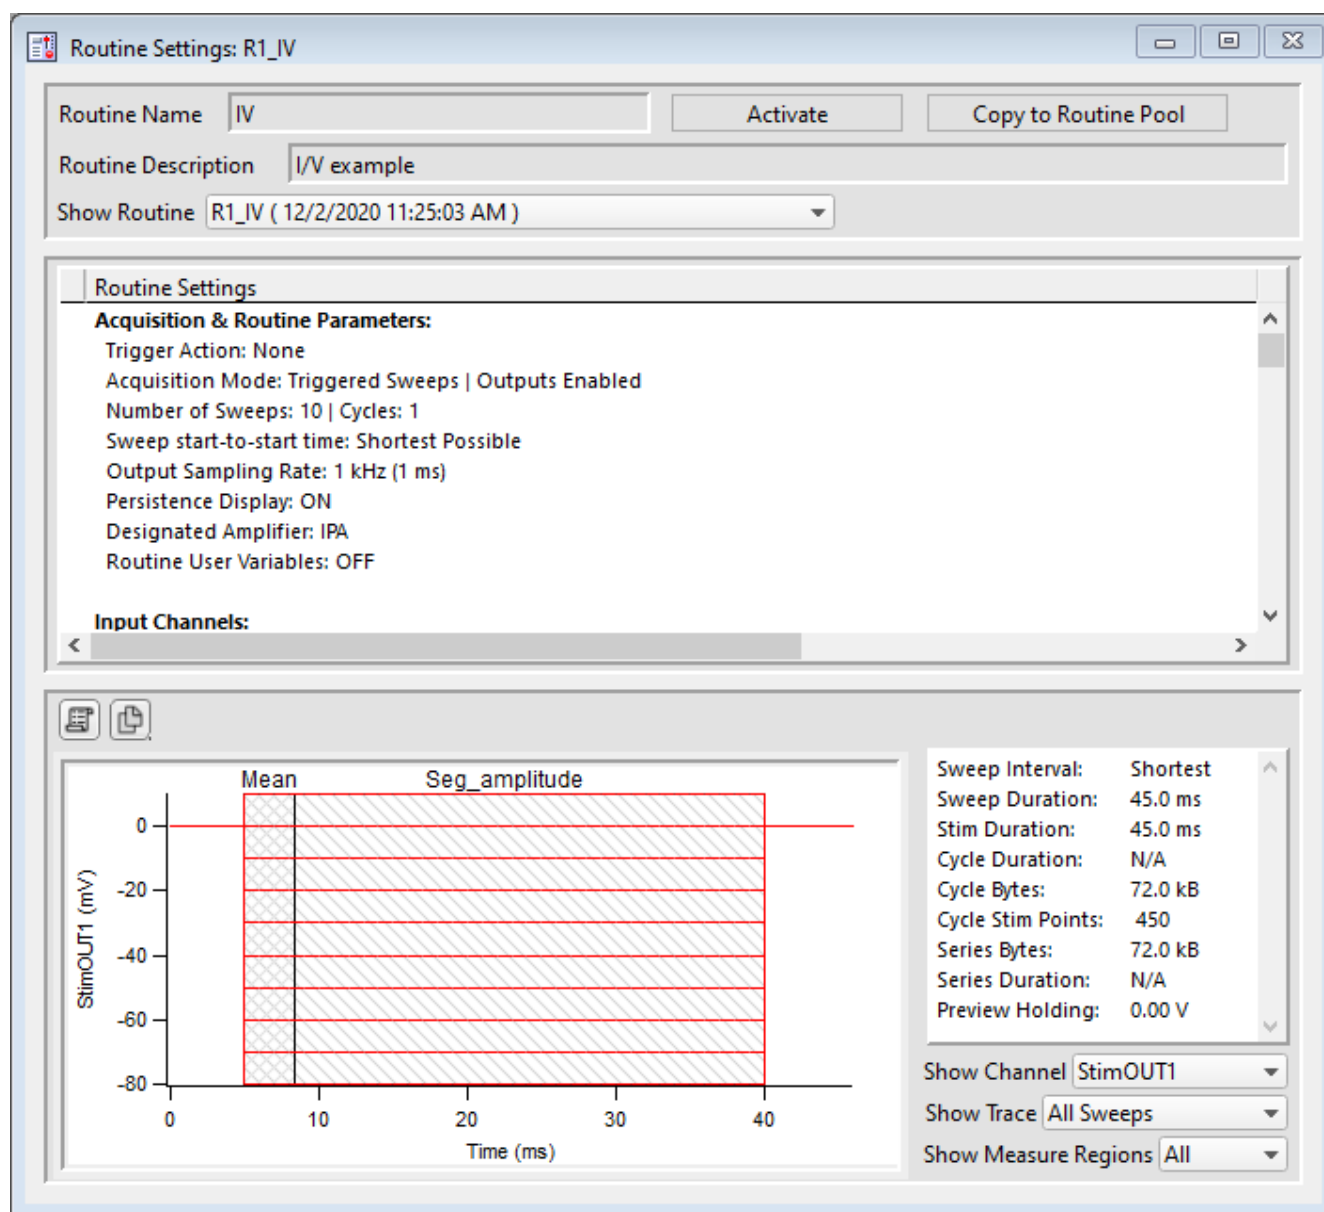 Routine Settings: R1_IV
Routine Name IV Activate Copy to Routine Pool
Routine Description I/V example
Show Routine R1_IV ( 12/2/2020 11:25:03 AM )
Routine Settings
Acquisition & Routine Parameters:
Trigger Action: None
Acquisition Mode: Triggered Sweeps | Outputs Enabled
Number of Sweeps: 10 | Cycles: 1
Sweep start-to-start time: Shortest Possible
Output Sampling Rate: 1 kHz (1 ms)
Persistence Display: ON
Designated Amplifier: IPA
Routine User Variables: OFF
Input Channels:
Mean Seg_amplitude
0
-20
-40
-60
-80
StimOUT1 (mV)
0 10 20 30 40
Time (ms)
Sweep Interval: Shortest
Sweep Duration: 45.0 ms
Stim Duration: 45.0 ms
Cycle Duration: N/A
Cycle Bytes: 72.0 kB
Cycle Stim Points: 450
Series Bytes: 72.0 kB
Series Duration: N/A
Preview Holding: 0.00 V
Show Channel StimOUT1
Show Trace All Sweeps
Show Measure Regions All